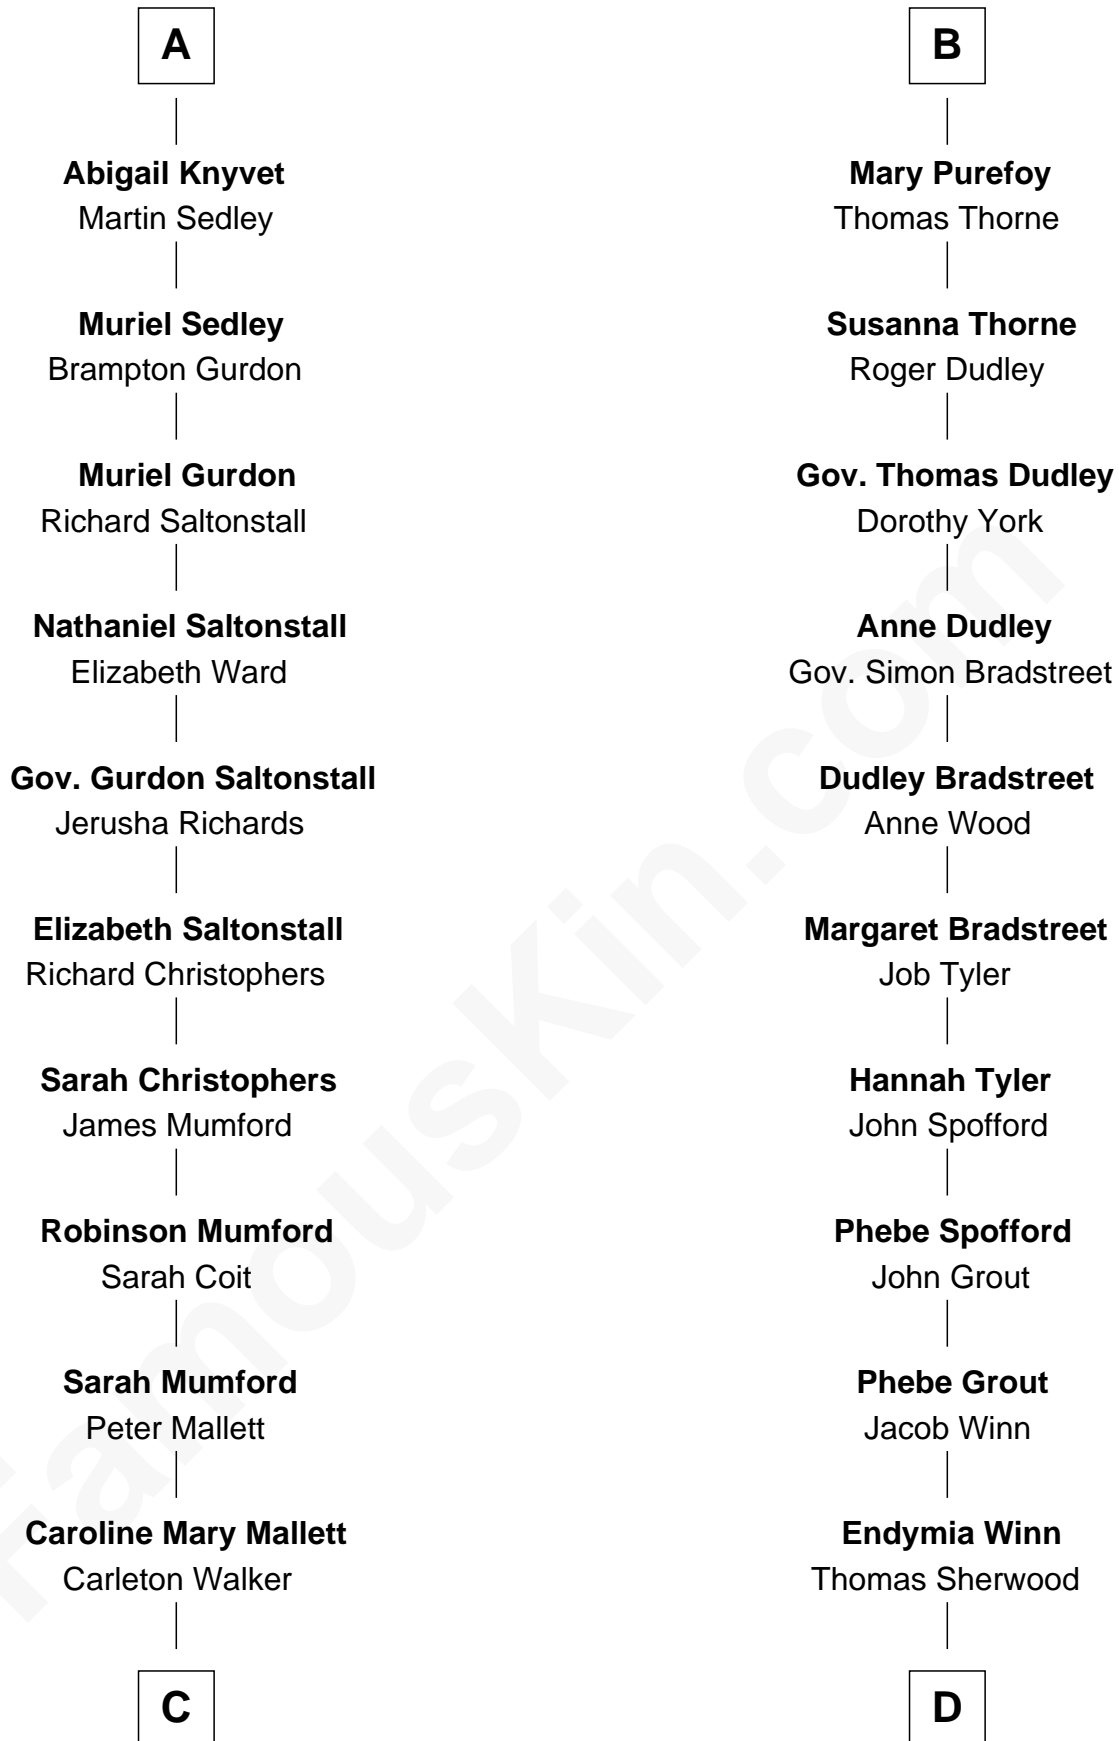 A
Abigail Knyvet
Martin Sedley
Muriel Sedley
Brampton Gurdon
Muriel Gurdon
Richard Saltonstall
Nathaniel Saltonstall
Elizabeth Ward
Gov. Gurdon Saltonstall
Jerusha Richards
Elizabeth Saltonstall
Richard Christophers
Sarah Christophers
James Mumford
Robinson Mumford
Sarah Coit
Sarah Mumford
Peter Mallett
Caroline Mary Mallett
Carleton Walker
C
B
Mary Purefoy
Thomas Thorne
Susanna Thorne
Roger Dudley
Gov. Thomas Dudley
Dorothy York
Anne Dudley
Gov. Simon Bradstreet
Dudley Bradstreet
Anne Wood
Margaret Bradstreet
Job Tyler
Hannah Tyler
John Spofford
Phebe Spofford
John Grout
Phebe Grout
Jacob Winn
Endymia Winn
Thomas Sherwood
D
FamousKin.com